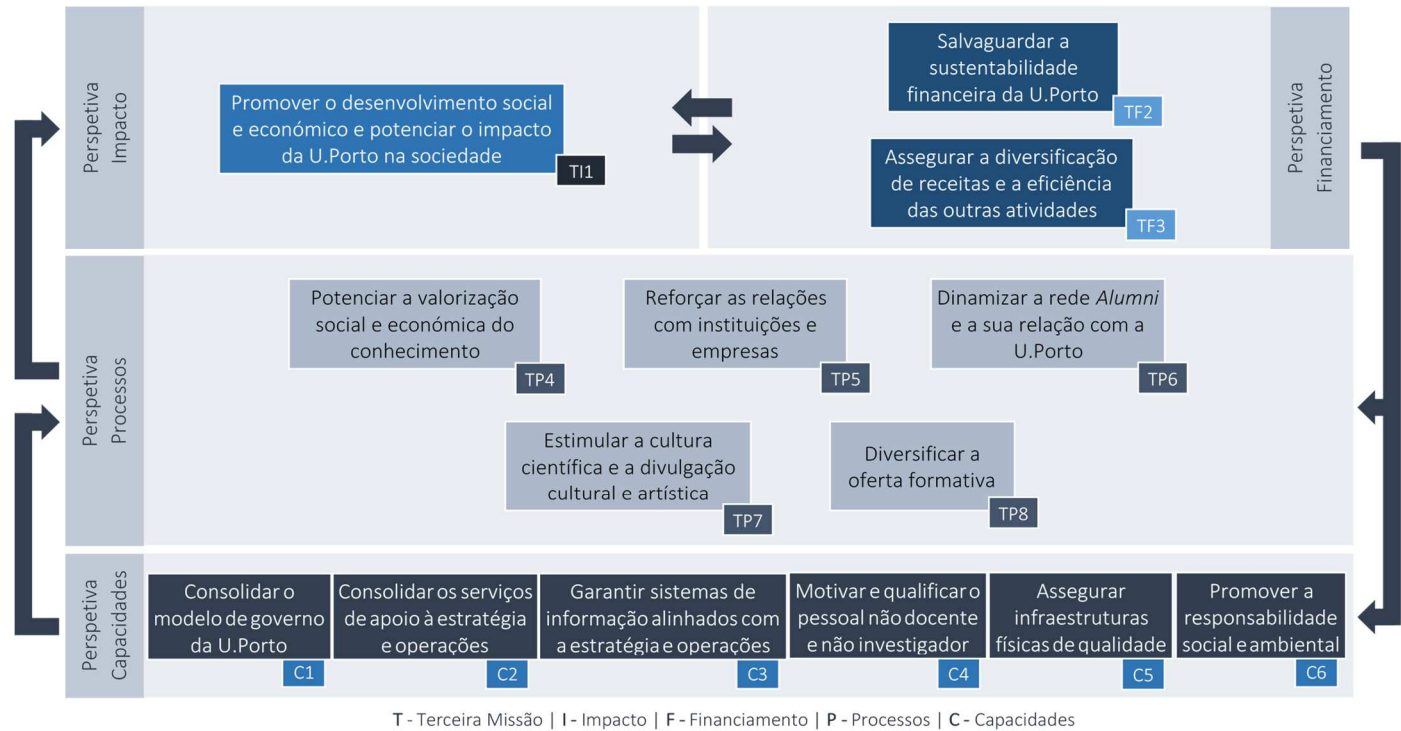 Perspetiva
Impacto
Promover o desenvolvimento social
e económico e potenciar o impacto
da U.Porto na sociedade
TI1
Salvaguardar a
sustentabilidade
financeira da U.Porto
TF2
Assegurar a diversificação
de receitas e a eficiência
das outras atividades
TF3
Perspetiva
Financiamento
Perspetiva
Processos
Potenciar a valorização
social e económica do
conhecimento
TP4
Reforçar as relações
com instituições e
empresas
TP5
Dinamizar a rede Alumni
e a sua relação com a
U.Porto
TP6
Estimular a cultura
científica e a divulgação
cultural e artística
TP7
Diversificar a
oferta formativa
TP8
Perspetiva
Capacidades
Consolidar o
modelo de governo
da U.Porto
C1
Consolidar os serviços
de apoio à estratégia
e operações
C2
Garantir sistemas de
informação alinhados com
a estratégia e operações
C3
Motivar e qualificar o
pessoal não docente
e não investigador
C4
Assegurar
infraestruturas
físicas de qualidade
C5
Promover a
responsabilidade
social e ambiental
C6
T - Terceira Missão | I - Impacto | F - Financiamento | P - Processos | C - Capacidades